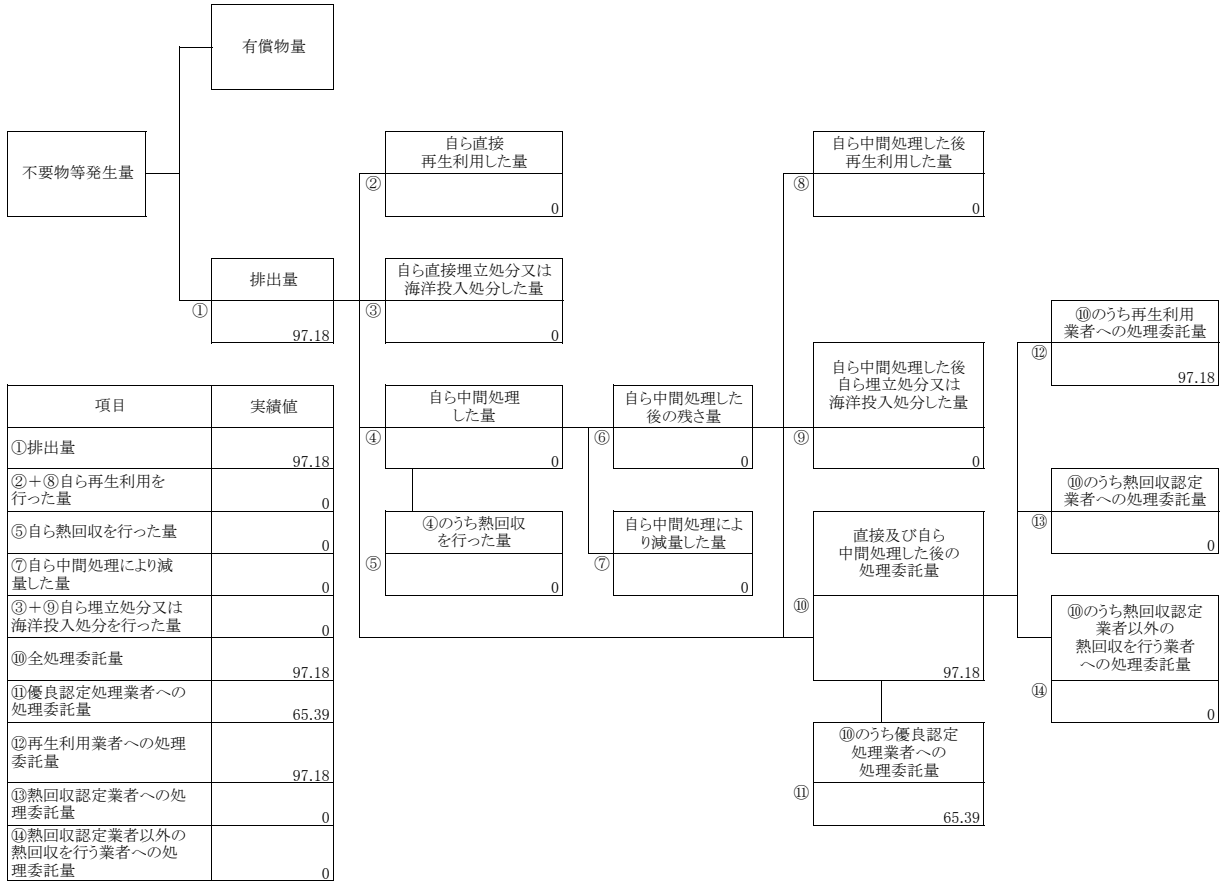 有償物量
不要物等発生量
排出量
①
97.18
自ら直接
再生利用した量
②
0
自ら直接埋立処分又は
海洋投入処分した量
③
0
自ら中間処理
した量
④
0
④のうち熱回収
を行った量
⑤
0
自ら中間処理した
後の残さ量
⑥
0
自ら中間処理によ
り減量した量
⑦
0
自ら中間処理した後
再生利用した量
⑧
0
自ら中間処理した後
自ら埋立処分又は
海洋投入処分した量
⑨
0
直接及び自ら
中間処理した後の
処理委託量
⑩
97.18
⑩のうち優良認定
処理業者への
処理委託量
⑪
65.39
⑩のうち再生利用
業者への処理委託量
⑫
97.18
⑩のうち熱回収認定
業者への処理委託量
⑬
0
⑩のうち熱回収認定
業者以外の
熱回収を行う業者
への処理委託量
⑭
0
項目 実績値
①排出量
97.18
②＋⑧自ら再生利用を
行った量
0
⑤自ら熱回収を行った量
0
⑦自ら中間処理により減
量した量
0
③＋⑨自ら埋立処分又は
海洋投入処分を行った量
0
⑩全処理委託量
97.18
⑪優良認定処理業者への
処理委託量
65.39
⑫再生利用業者への処理
委託量
97.18
⑬熱回収認定業者への処
理委託量
0
⑭熱回収認定業者以外の
熱回収を行う業者への処
理委託量
0